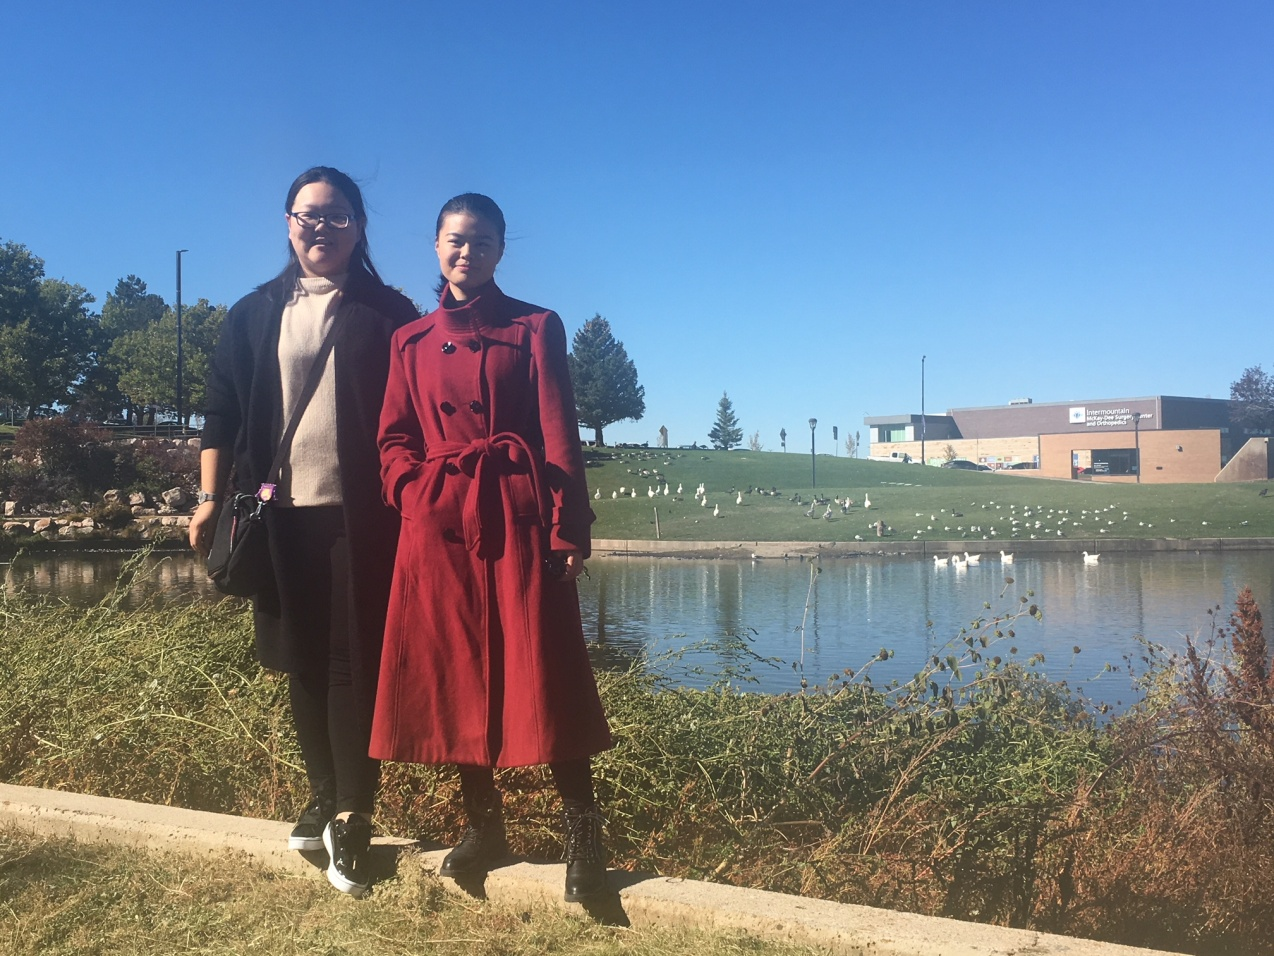 Intermountain
McKay-Dee Surgery Center
and Orthopedics